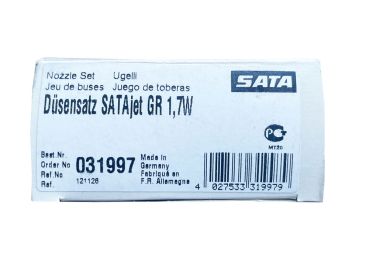 Nozzle Set Ugelli
Jeu de buses Juego de toberas
SATA
Düsensatz SATAjet GR 1,7W
Best.Nr.
Order No
Ref.No
Ref.
031997
121126
Made in
Germany
Fabriqué en
F.R. Allemagne
4 027533 319979